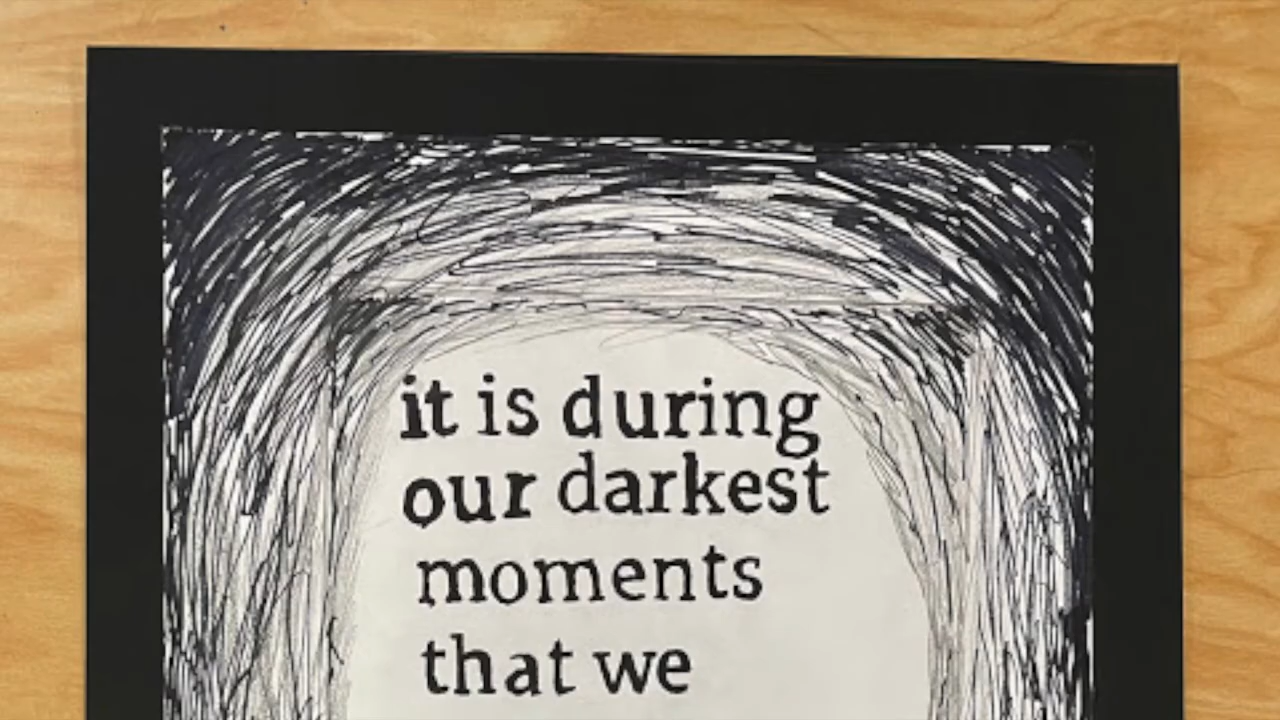 it is during
our darkest
moments
that we